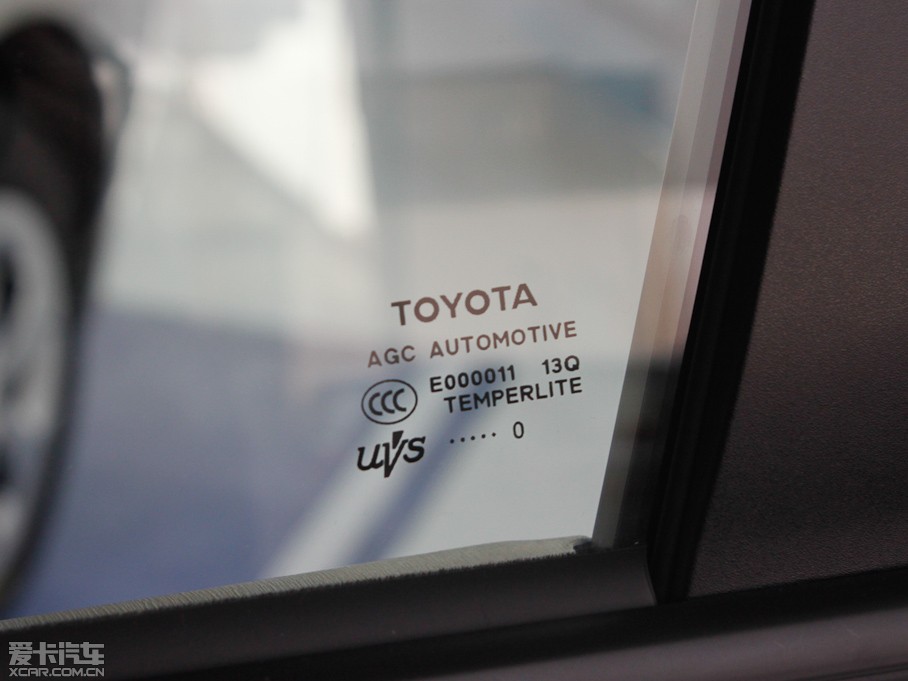 TOYOTA
AGC AUTOMOTIVE
CCC E000011 13Q
TEMPERLITE
UVS ..... 0
爱卡汽车
XCAR.COM.CN